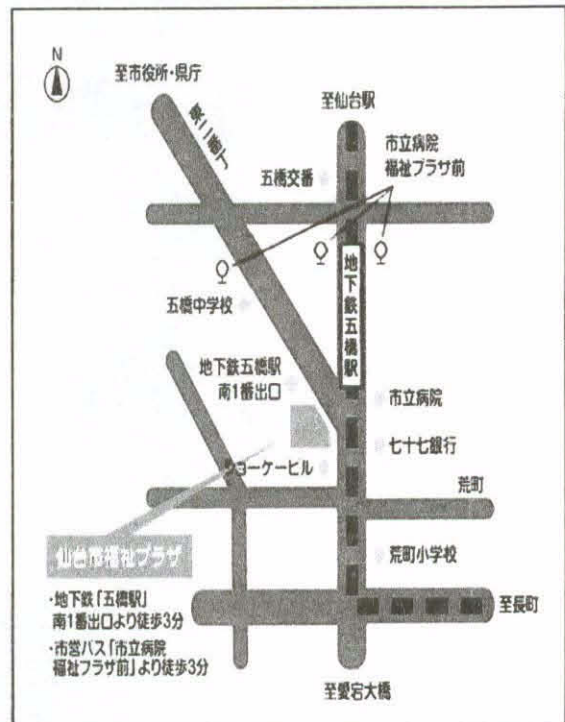 N
至市役所・県庁
東二番丁
至仙台駅
市立病院
福祉プラザ前
五橋交番
地下鉄五橋駅
五橋中学校
地下鉄五橋駅
南1番出口
市立病院
七十七銀行
ショーケービル
荒町
仙台市福祉プラザ
荒町小学校
・地下鉄「五橋駅」
南1番出口より徒歩3分
・市営バス「市立病院
福祉プラザ前」より徒歩3分
至長町
至愛宕大橋